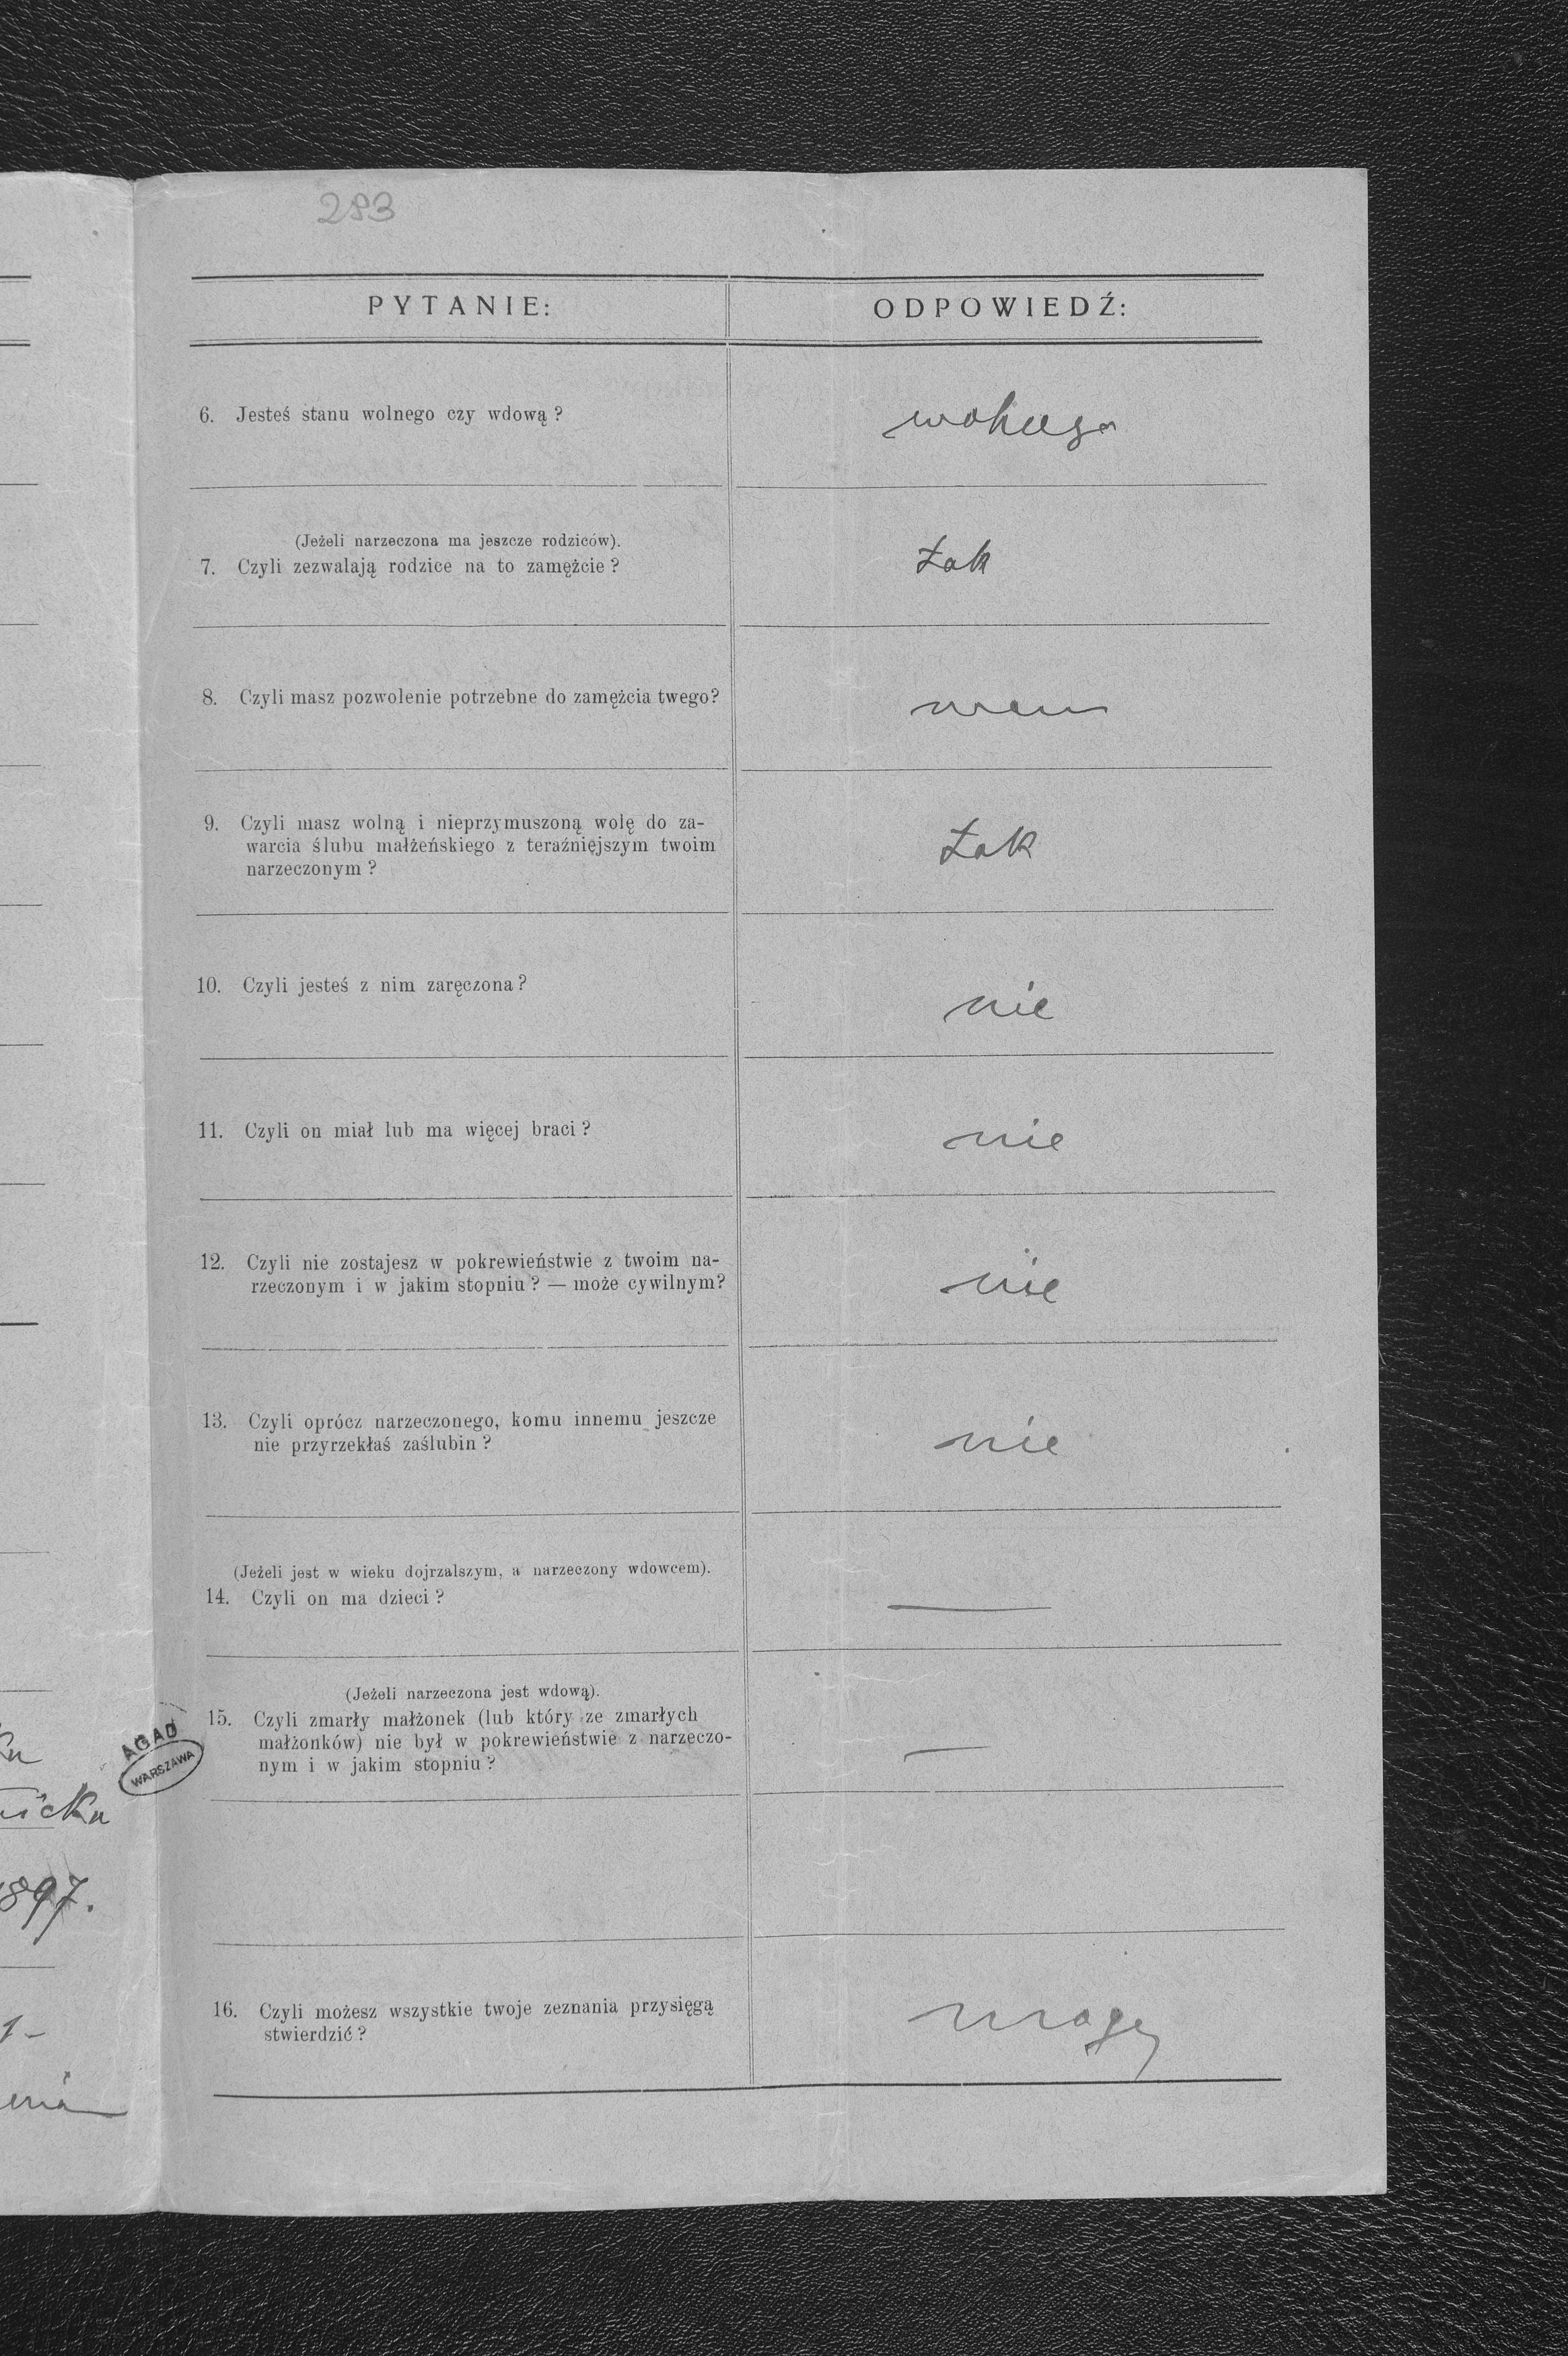 283
PYTANIE:
ODPOWIEDŹ:
6. Jesteś stanu wolnego czy wdową?
wolnego
(Jeżeli narzeczona ma jeszcze rodziców).
7. Czyli zezwalają rodzice na to zamężcie?
tak
8. Czyli masz pozwolenie potrzebne do zamężcia twego?
mam
9. Czyli masz wolną i nieprzymuszoną wolę do za-
warcia ślubu małżeńskiego z teraźniejszym twoim
narzeczonym?
tak
10. Czyli jesteś z nim zaręczona?
nie
11. Czyli on miał lub ma więcej braci?
nie
12. Czyli nie zostajesz w pokrewieństwie z twoim na-
rzeczonym i w jakim stopniu? — może cywilnym?
nie
13. Czyli oprócz narzeczonego, komu innemu jeszcze
nie przyrzekłaś zaślubin?
nie
(Jeżeli jest w wieku dojrzalszym, a narzeczony wdowcem).
14. Czyli on ma dzieci?
—
(Jeżeli narzeczona jest wdową).
15. Czyli zmarły małżonek (lub który ze zmarłych
małżonków) nie był w pokrewieństwie z narzeczo-
nym i w jakim stopniu?
—
16. Czyli możesz wszystkie twoje zeznania przysięgą
stwierdzić?
mogę
AGAD
WARSZAWA
icka
1897.